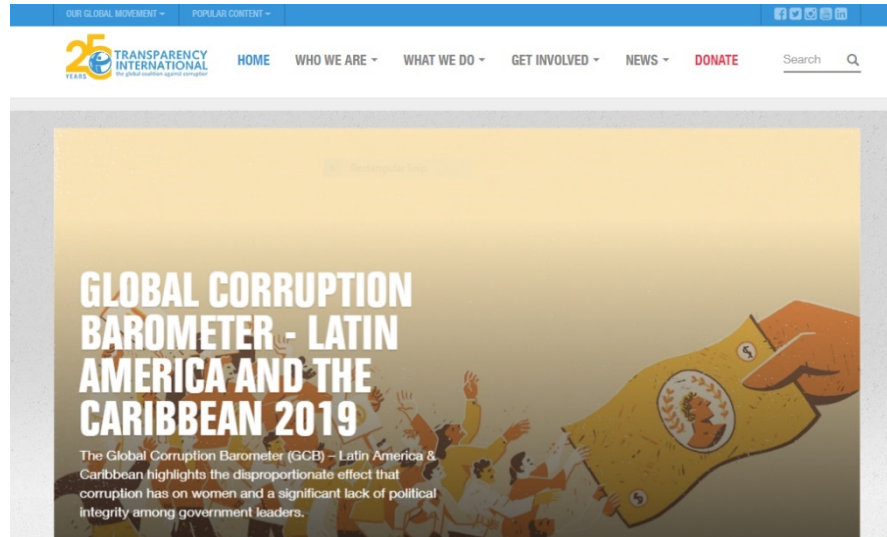 OUR GLOBAL MOVEMENT
POPULAR CONTENT
25
YEARS
TRANSPARENCY
INTERNATIONAL
the global coalition against corruption
HOME
WHO WE ARE
WHAT WE DO
GET INVOLVED
NEWS
DONATE
Search
GLOBAL CORRUPTION
BAROMETER - LATIN
AMERICA AND THE
CARIBBEAN 2019
The Global Corruption Barometer (GCB) – Latin America &
Caribbean highlights the disproportionate effect that
corruption has on women and a significant lack of political
integrity among government leaders.